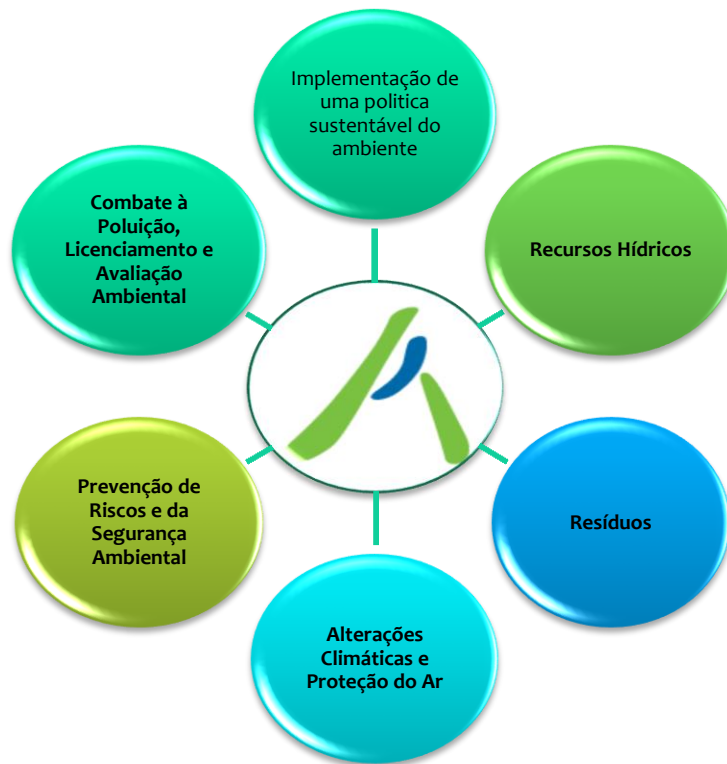 Implementação de
uma politica
sustentável do
ambiente
Recursos Hídricos
Resíduos
Alterações
Climáticas e
Proteção do Ar
Prevenção de
Riscos e da
Segurança
Ambiental
Combate à
Poluição,
Licenciamento e
Avaliação
Ambiental